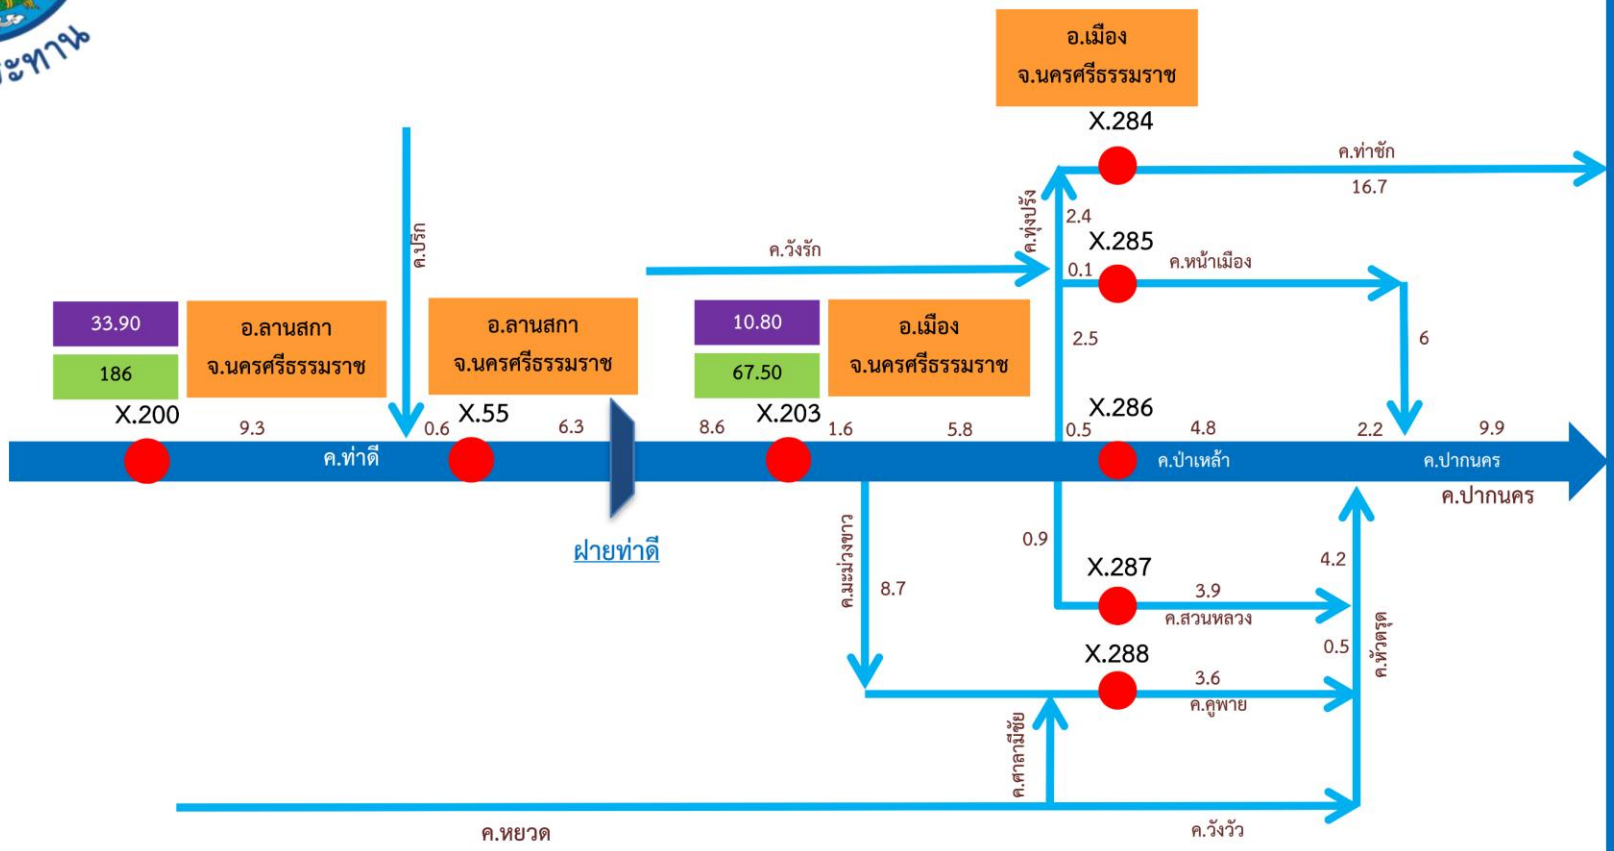 อ.เมือง
จ.นครศรีธรรมราช
X.284
ค.ท่าซัก
16.7
ค.ทุ่งปรัง
2.4
X.285
ค.หน้าเมือง
0.1
ค.วังรัก
ค.ปริก
33.90
186
อ.ลานสกา
จ.นครศรีธรรมราช
อ.ลานสกา
จ.นครศรีธรรมราช
10.80
67.50
อ.เมือง
จ.นครศรีธรรมราช
2.5
6
X.200
9.3
0.6
X.55
6.3
8.6
X.203
1.6
5.8
0.5
X.286
4.8
2.2
9.9
ค.ท่าดี
ค.ป่าเหล้า
ค.ปากนคร
ค.ปากนคร
ฝายท่าดี
ค.มะม่วงขาว
8.7
0.9
X.287
3.9
ค.สวนหลวง
4.2
0.5
ค.หัวตรุด
X.288
3.6
ค.คูพาย
ค.ศาลามีชัย
ค.หยวด
ค.วังวัว